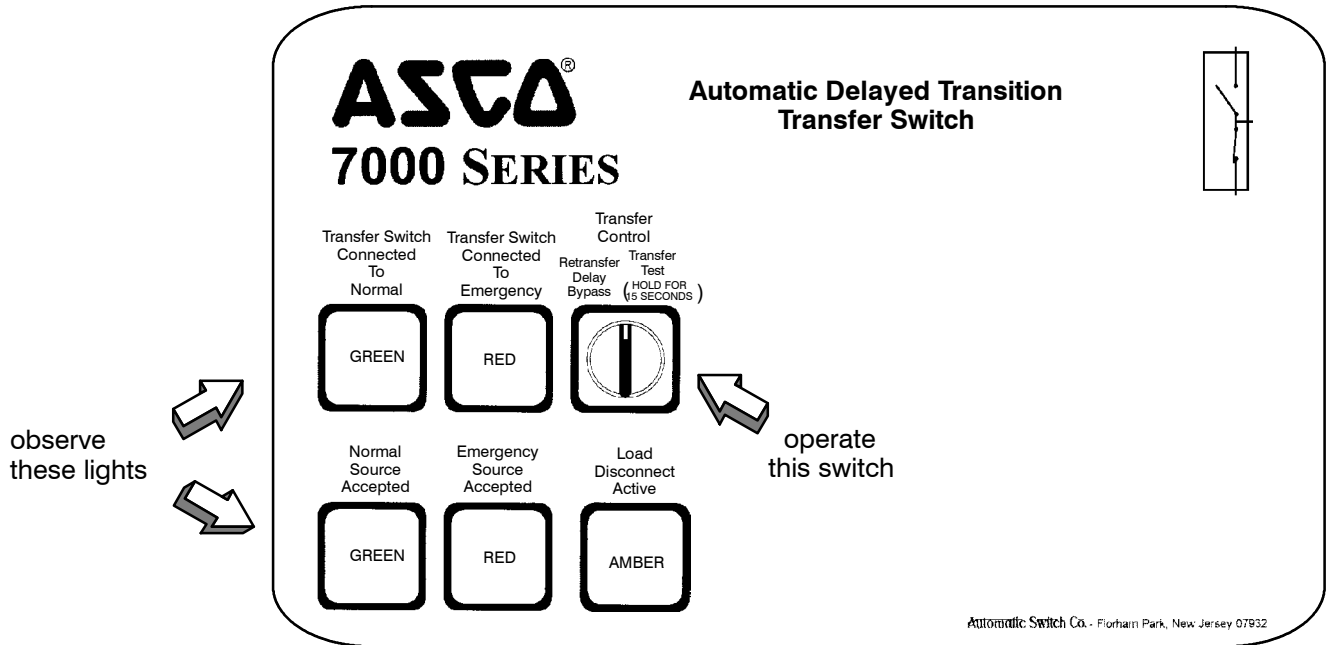 ASCO®
7000 SERIES
Automatic Delayed Transition
Transfer Switch
Transfer Switch
Connected
To
Normal
Transfer Switch
Connected
To
Emergency
Transfer
Control
Retransfer
Delay
Bypass
Transfer
Test
(HOLD FOR
15 SECONDS)
GREEN
RED
observe
these lights
operate
this switch
Normal
Source
Accepted
Emergency
Source
Accepted
Load
Disconnect
Active
GREEN
RED
AMBER
Automatic Switch Co. - Florham Park, New Jersey 07932